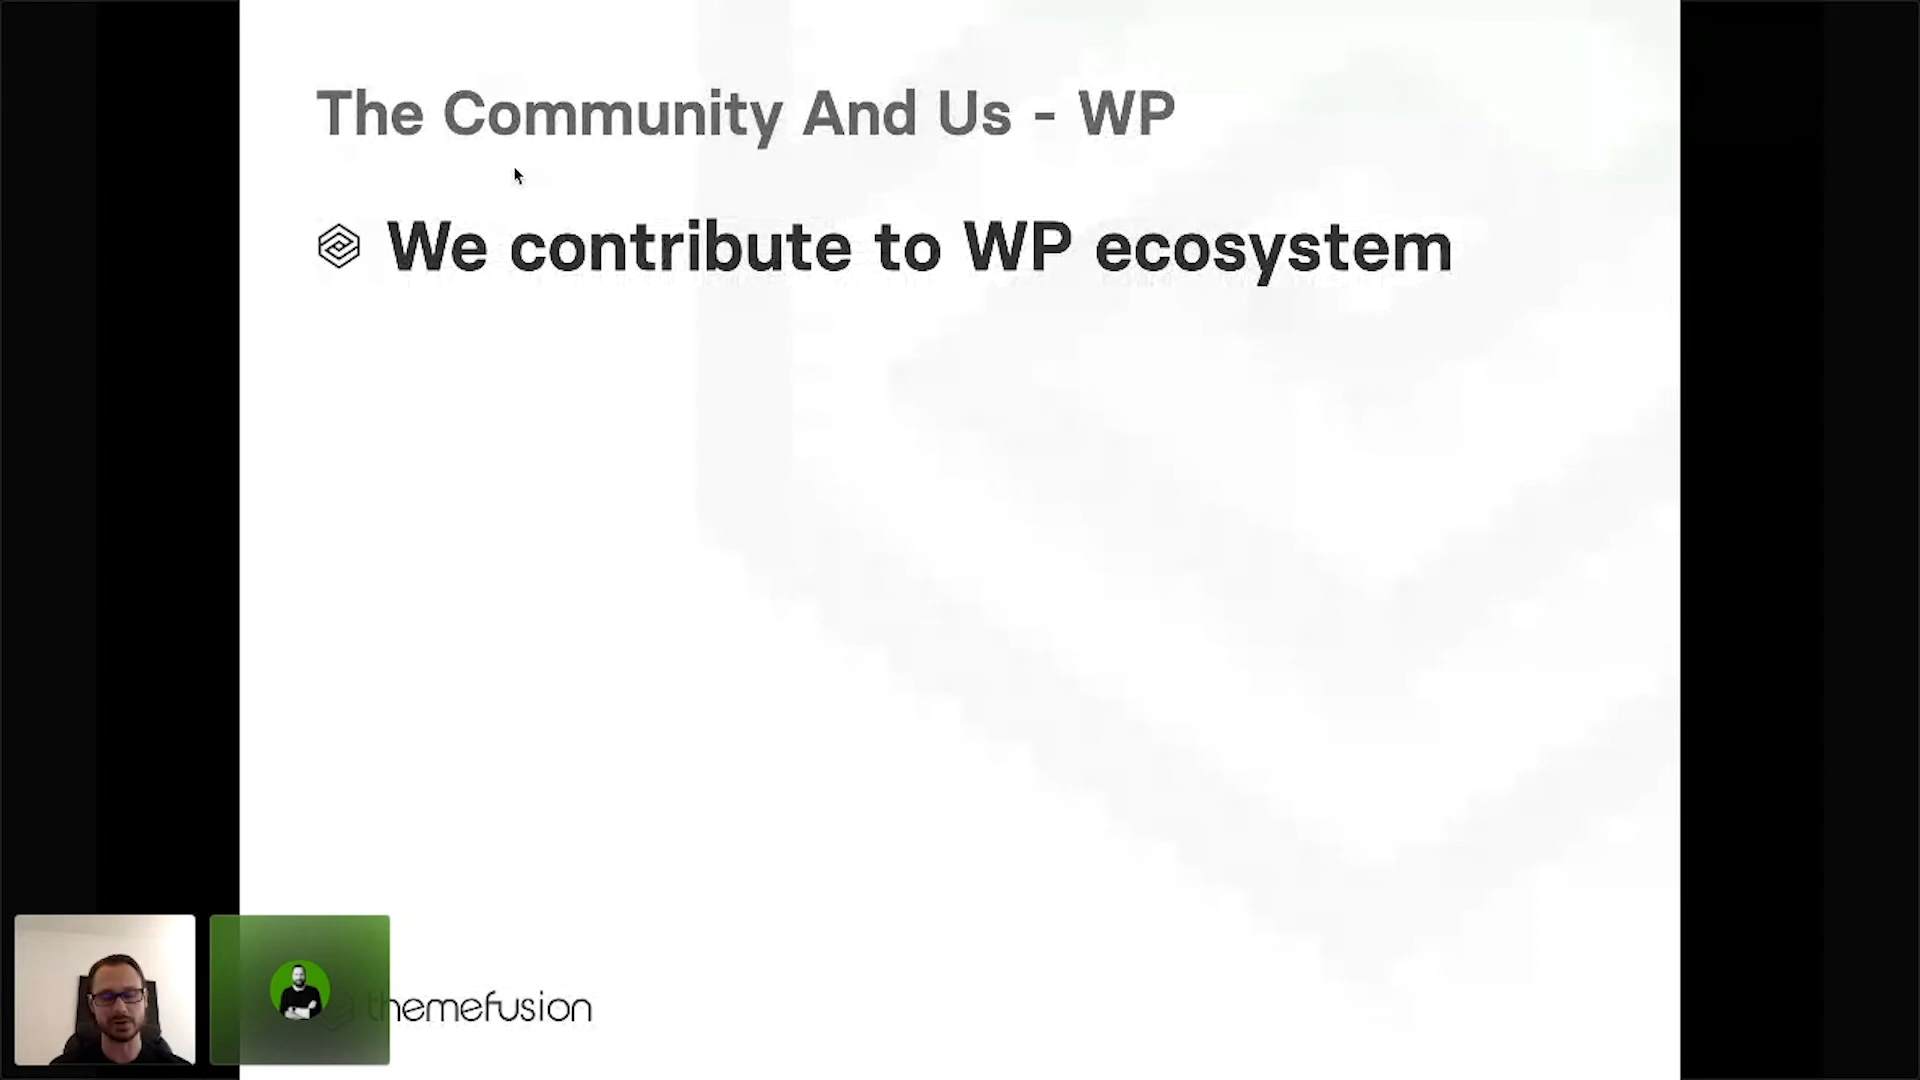 The Community And Us - WP
We contribute to WP ecosystem
themefusion